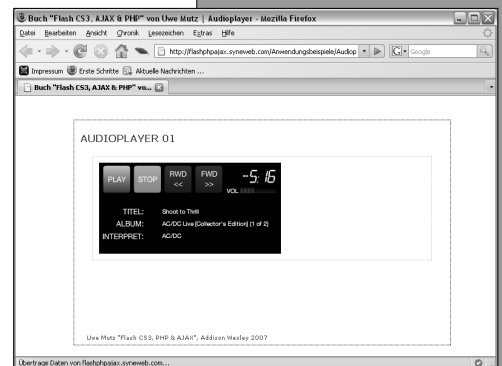 Buch "Flash CS3, AJAX & PHP" von Uwe Mutz | Audioplayer - Mozilla Firefox
Datei Bearbeiten Ansicht Chronik Lesezeichen Extras Hilfe
http://flashphpajax.syneweb.com/Anwendungsbeispiele/Audiop
G Google
Impressum Erste Schritte Aktuelle Nachrichten ...
Buch "Flash CS3, AJAX & PHP" vo...
AUDIOPLAYER 01
PLAY STOP RWD << FWD >> VOL -5:16
TITEL: Shoot to Thrill
ALBUM: AC/DC Live [Collector's Edition] (1 of 2)
INTERPRET: AC/DC
Uwe Mutz "Flash CS3, PHP & AJAX", Addison Wesley 2007
Übertrage Daten von flashphpajax.syneweb.com...